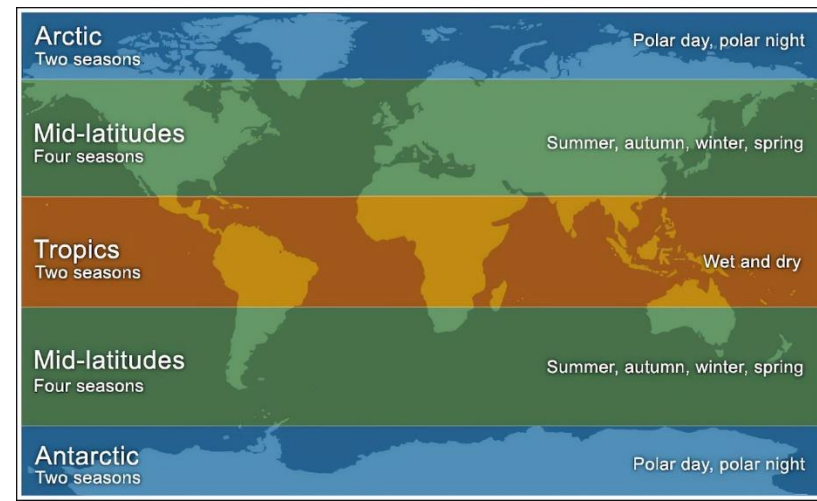 Arctic
Two seasons
Polar day, polar night
Mid-latitudes
Four seasons
Summer, autumn, winter, spring
Tropics
Two seasons
Wet and dry
Mid-latitudes
Four seasons
Summer, autumn, winter, spring
Antarctic
Two seasons
Polar day, polar night